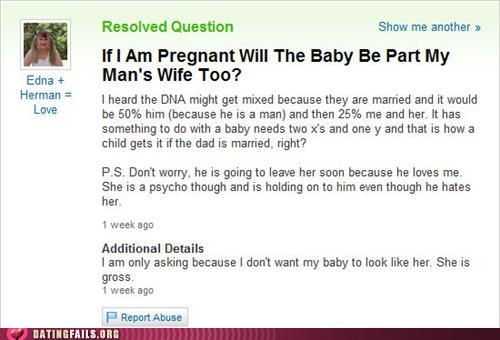 Resolved Question
Show me another »
Edna +
Herman =
Love
If I Am Pregnant Will The Baby Be Part My
Man's Wife Too?
I heard the DNA might get mixed because they are married and it would
be 50% him (because he is a man) and then 25% me and her. It has
something to do with a baby needs two x's and one y and that is how a
child gets it if the dad is married, right?
P.S. Don't worry, he is going to leave her soon because he loves me.
She is a psycho though and is holding on to him even though he hates
her.
1 week ago
Additional Details
I am only asking because I don't want my baby to look like her. She is
gross.
1 week ago
Report Abuse
DATINGFAILS.ORG